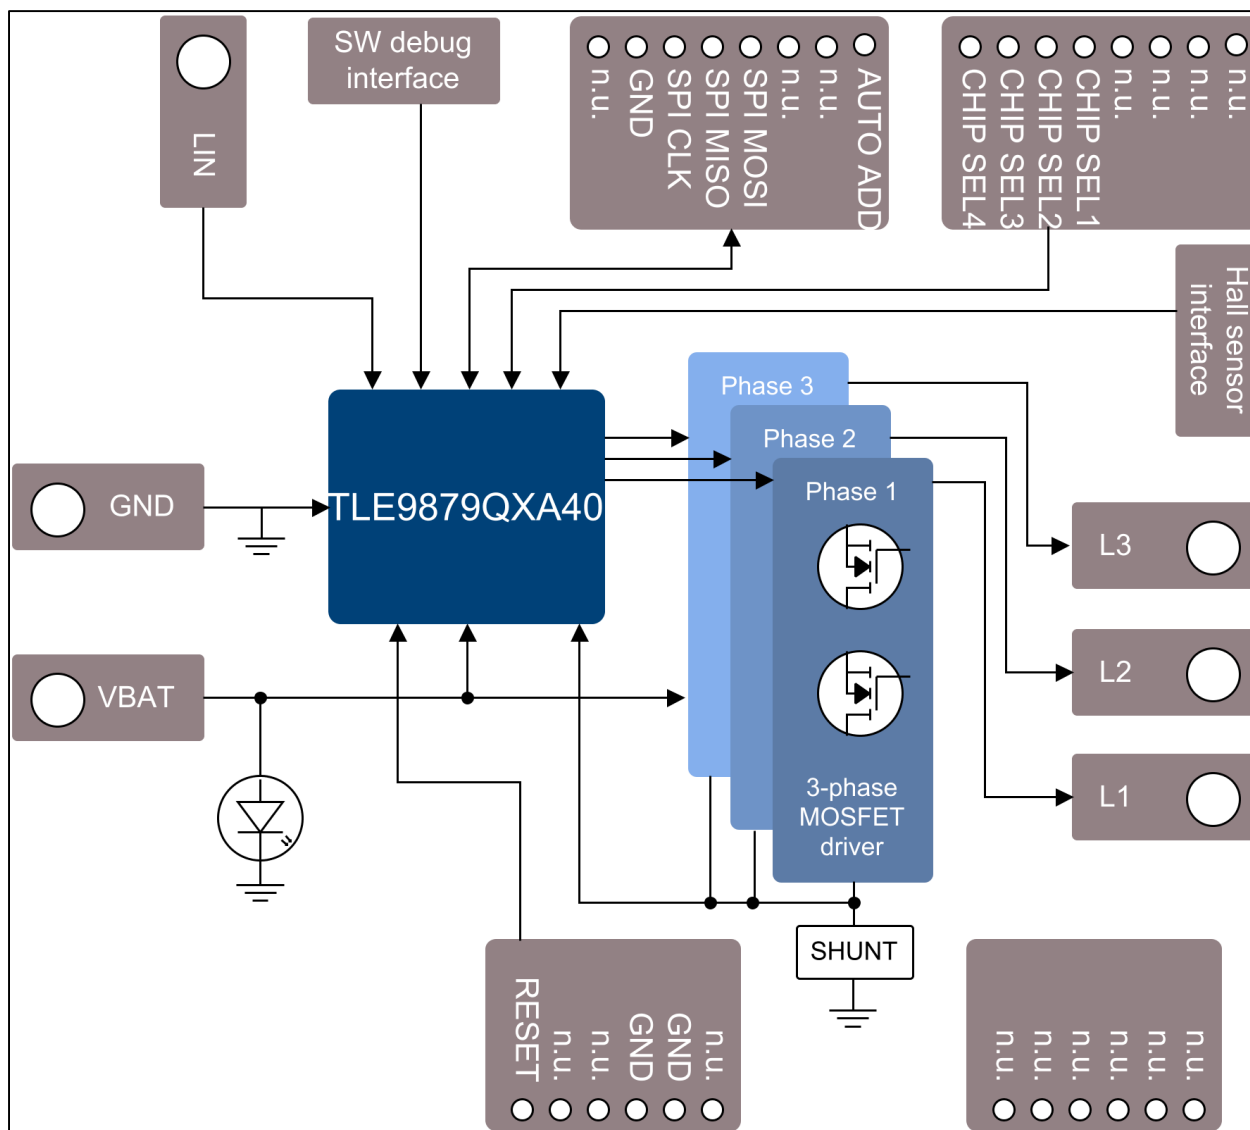 SW debug
interface
LIN
n.u.
GND
SPI CLK
SPI MISO
SPI MOSI
n.u.
n.u.
AUTO ADD
CHIP SEL4
CHIP SEL3
CHIP SEL2
CHIP SEL1
n.u.
n.u.
n.u.
n.u.
Hall sensor
interface
Phase 3
Phase 2
Phase 1
GND
TLE9879QXA40
L3
VBAT
L2
3-phase
MOSFET
driver
L1
SHUNT
RESET
n.u.
n.u.
GND
GND
n.u.
n.u.
n.u.
n.u.
n.u.
n.u.
n.u.